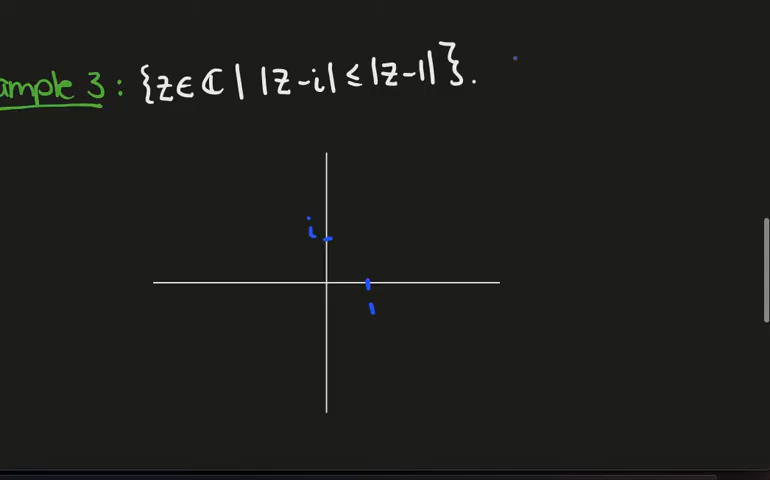 ample 3 : {z ∈ ℂ | |z-i| ≤ |z-1|}.
i
1